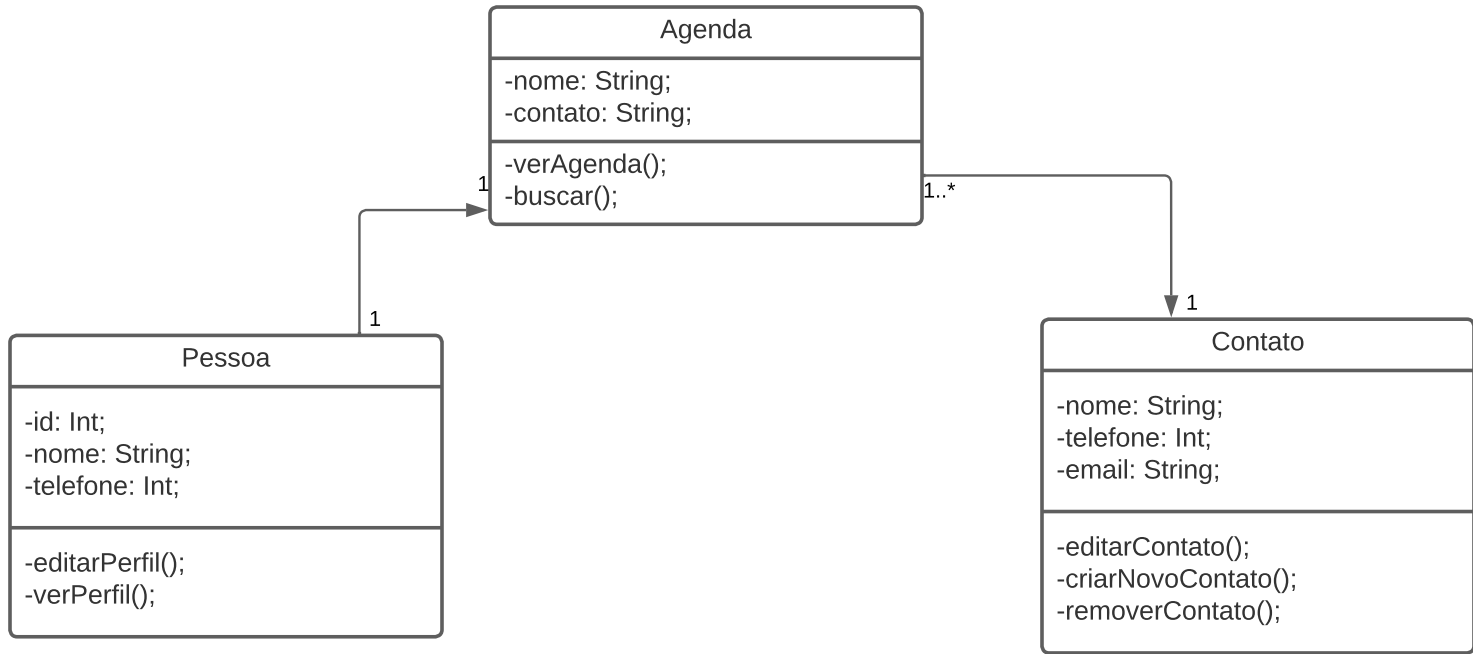 Agenda
-nome: String;
-contato: String;
-verAgenda();
-buscar();
1
1..*
1
1
Pessoa
-id: Int;
-nome: String;
-telefone: Int;
-editarPerfil();
-verPerfil();
Contato
-nome: String;
-telefone: Int;
-email: String;
-editarContato();
-criarNovoContato();
-removerContato();